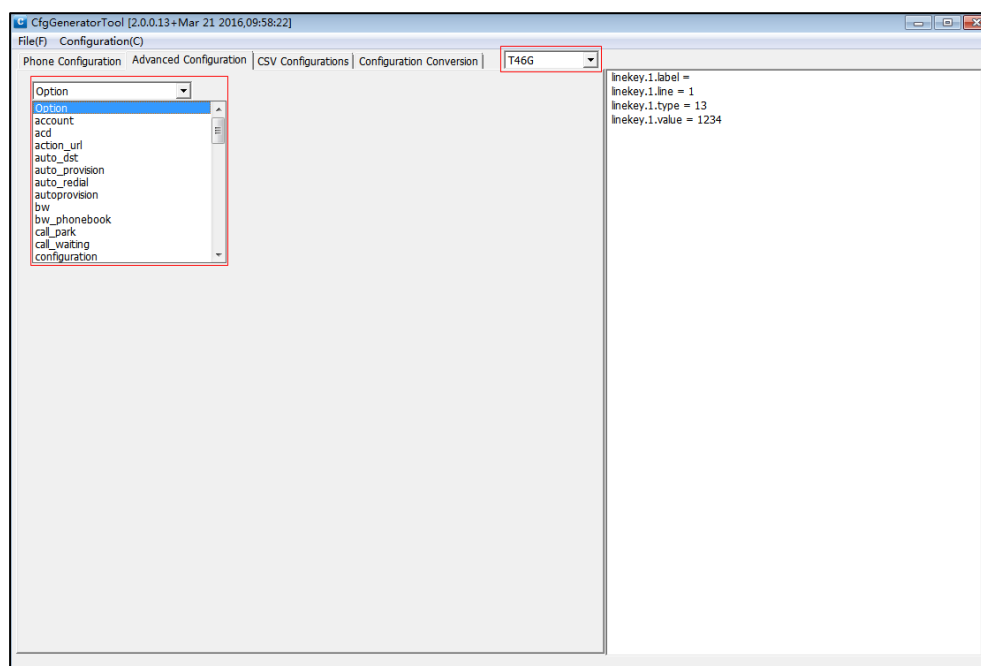 CfgGeneratorTool [2.0.0.13+Mar 21 2016,09:58:22]
File(F) Configuration(C)
Phone Configuration Advanced Configuration CSV Configurations Configuration Conversion T46G
Option
Option
account
acd
action_url
auto_dst
auto_provision
auto_redial
autoprovision
bw
bw_phonebook
call_park
call_waiting
configuration
linekey.1.label =
linekey.1.line = 1
linekey.1.type = 13
linekey.1.value = 1234